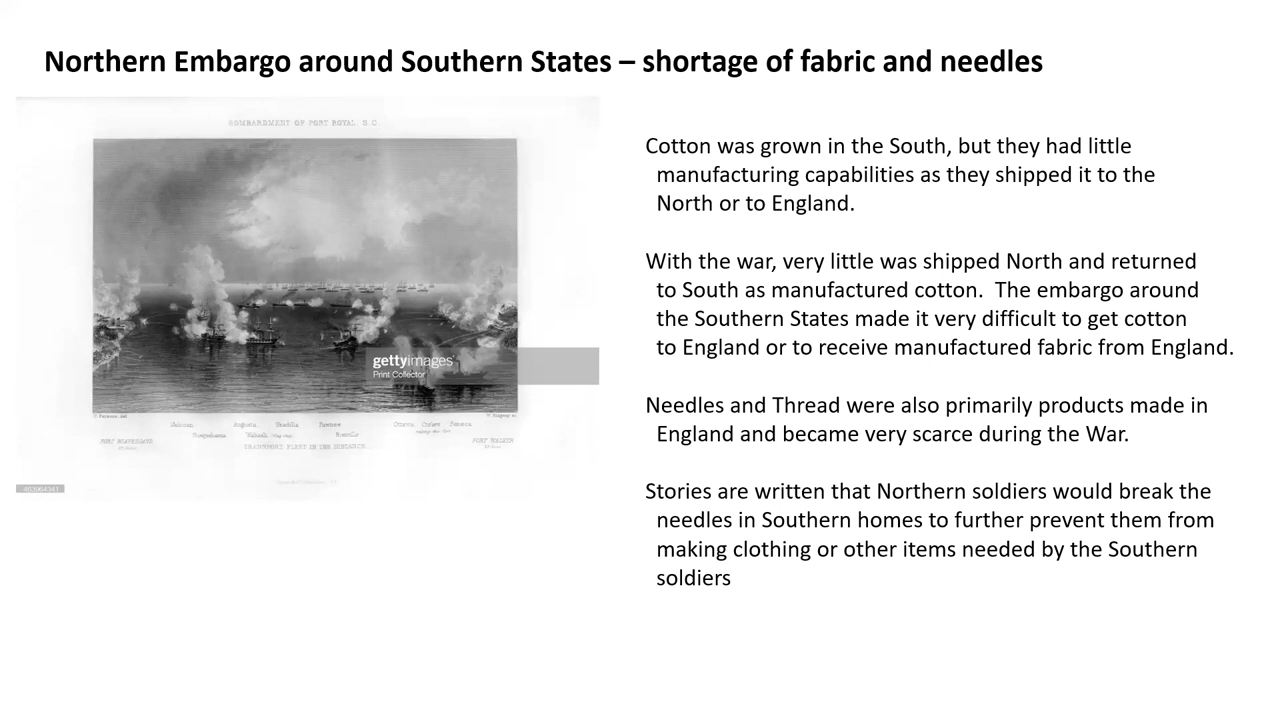 Northern Embargo around Southern States – shortage of fabric and needles
BOMBARDMENT OF PORT ROYAL, S.C.
gettyimages
Print Collector
Augusta
Pawnee
Wabash
Ottawa
FORT WALKER
Cotton was grown in the South, but they had little
manufacturing capabilities as they shipped it to the
North or to England.
With the war, very little was shipped North and returned
to South as manufactured cotton.  The embargo around
the Southern States made it very difficult to get cotton
to England or to receive manufactured fabric from England.
Needles and Thread were also primarily products made in
England and became very scarce during the War.
Stories are written that Northern soldiers would break the
needles in Southern homes to further prevent them from
making clothing or other items needed by the Southern
soldiers